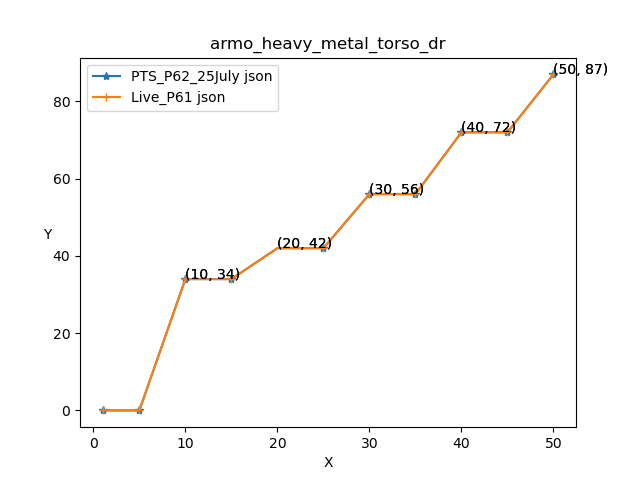 armo_heavy_metal_torso_dr
PTS_P62_25July json
Live_P61 json
(50, 87)
(40, 72)
(30, 56)
(20, 42)
(10, 34)
Y
80
60
40
20
0
0 10 20 30 40 50
X